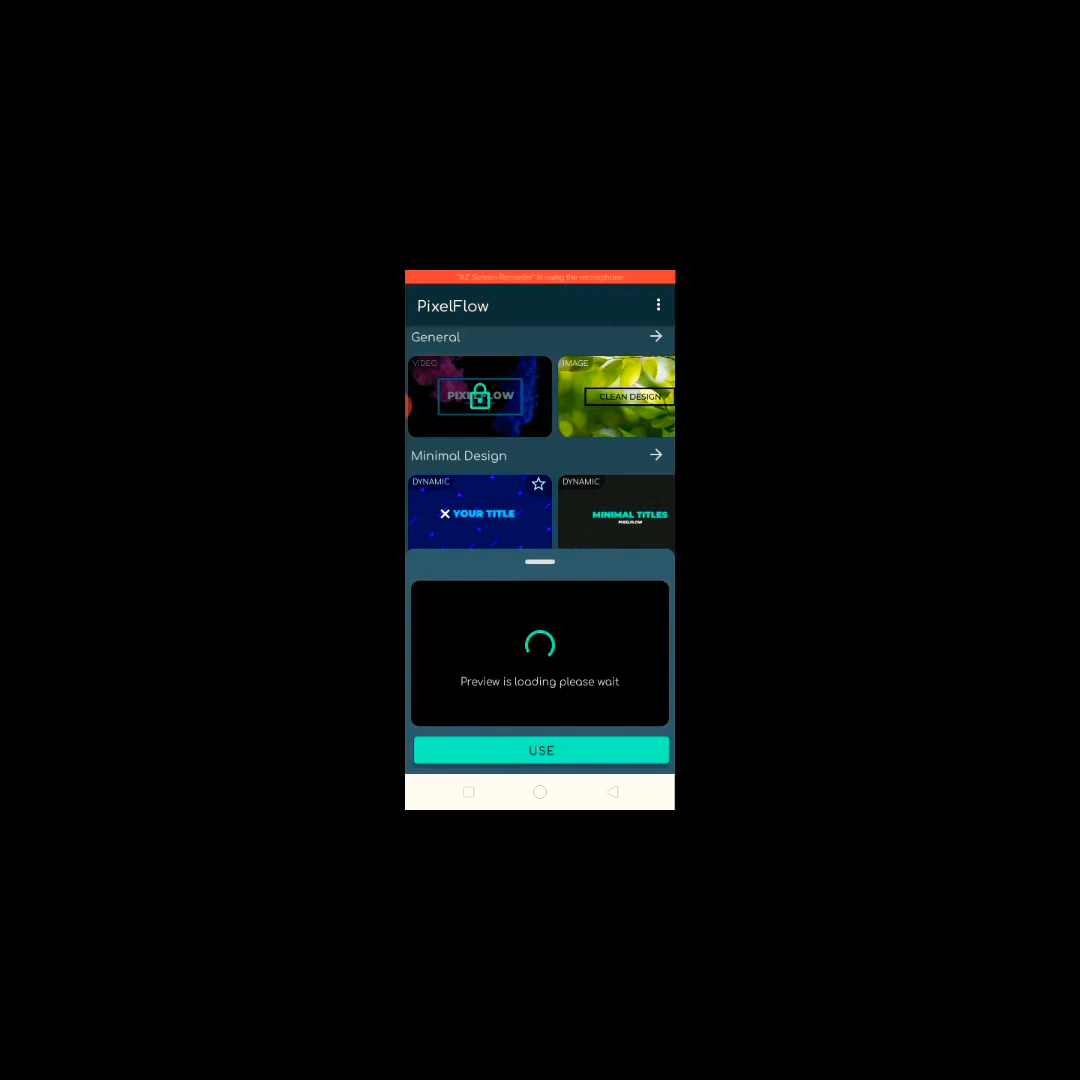 "AZ Screen Recorder" is using the microphone
PixelFlow
General
VIDEO
PIXELFLOW
IMAGE
CLEAN DESIGN
Minimal Design
DYNAMIC
YOUR TITLE
DYNAMIC
MINIMAL TITLES
PIXELFLOW
Preview is loading please wait
USE